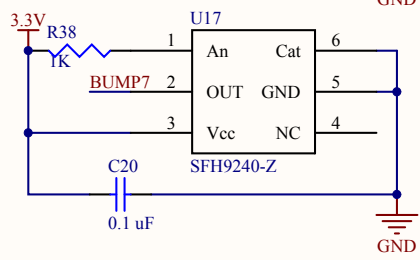 GND
3.3V
U17
R38
1K
1
An
Cat
6
BUMP7
2
OUT
GND
5
3
Vcc
NC
4
SFH9240-Z
C20
0.1 uF
GND